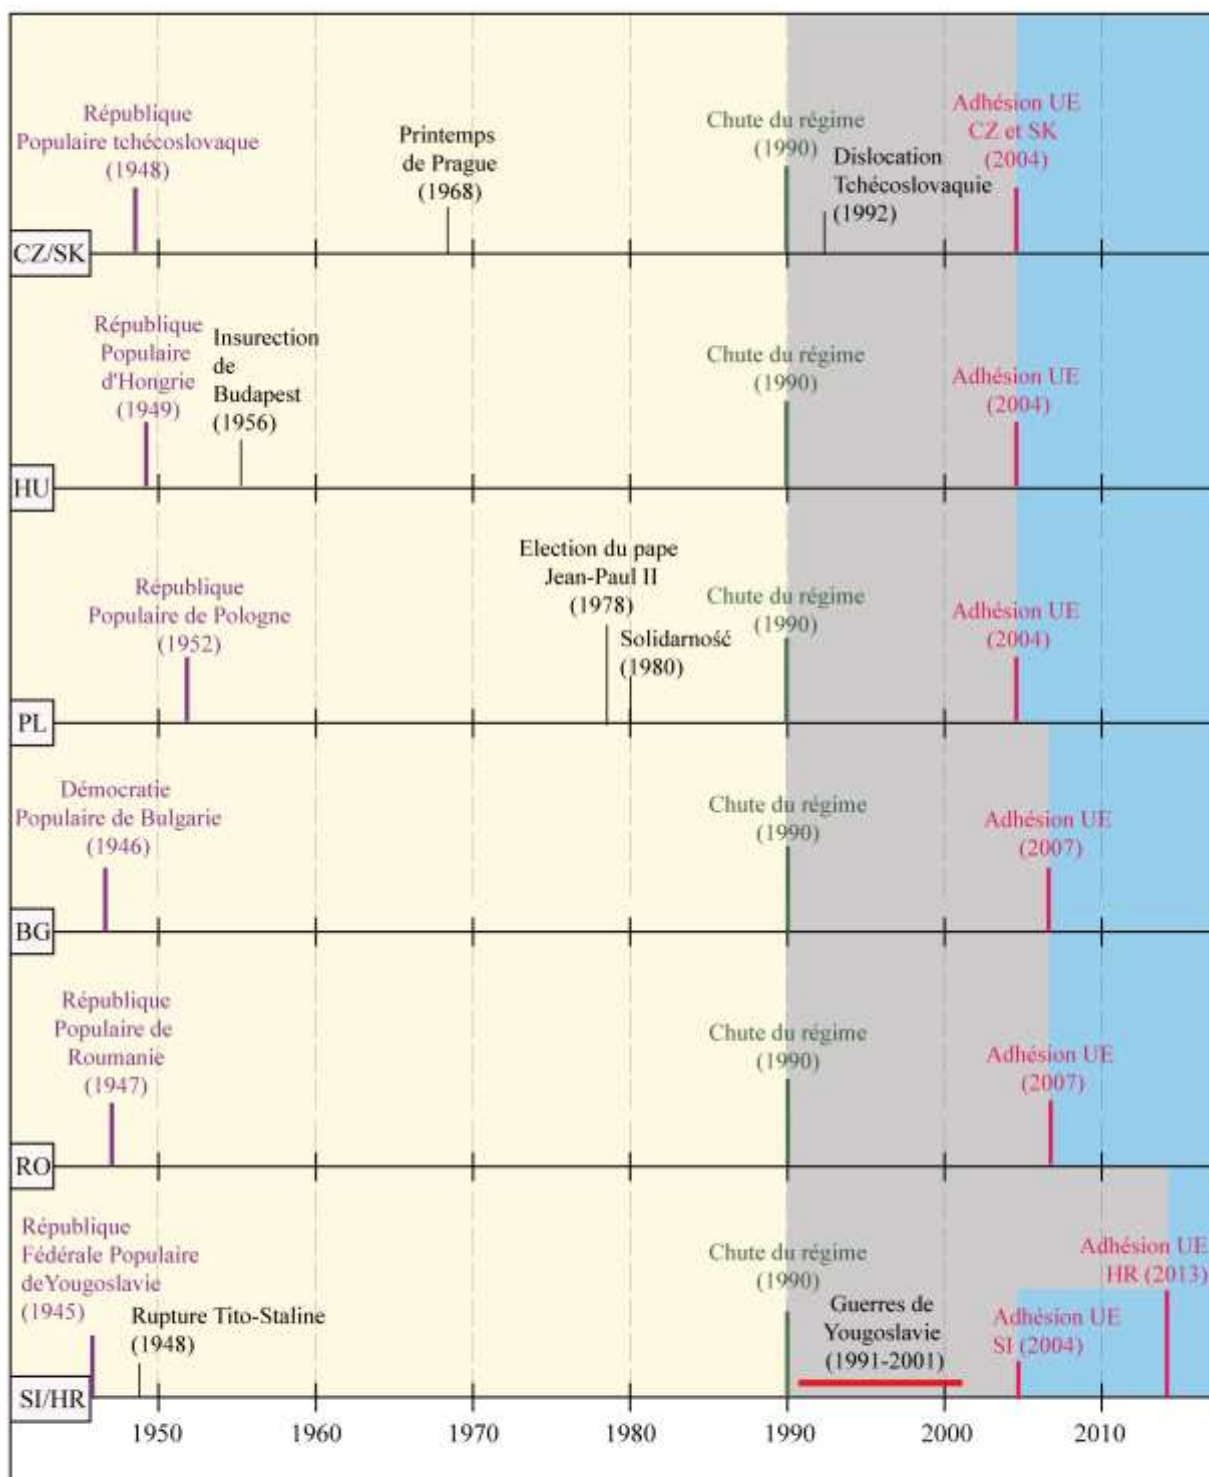 République
Populaire tchécoslovaque
(1948)
Printemps
de Prague
(1968)
Chute du régime
(1990)
Dislocation
Tchécoslovaquie
(1992)
Adhésion UE
CZ et SK
(2004)
CZ/SK
République
Populaire
d'Hongrie
(1949)
Insurection
de
Budapest
(1956)
Chute du régime
(1990)
Adhésion UE
(2004)
HU
République
Populaire de Pologne
(1952)
Election du pape
Jean-Paul II
(1978)
Solidarność
(1980)
Chute du régime
(1990)
Adhésion UE
(2004)
PL
Démocratie
Populaire de Bulgarie
(1946)
Chute du régime
(1990)
Adhésion UE
(2007)
BG
République
Populaire de
Roumanie
(1947)
Chute du régime
(1990)
Adhésion UE
(2007)
RO
République
Fédérale Populaire
deYougoslavie
(1945)
Rupture Tito-Staline
(1948)
Chute du régime
(1990)
Guerres de
Yougoslavie
(1991-2001)
Adhésion UE
SI (2004)
Adhésion UE
HR (2013)
SI/HR
1950 1960 1970 1980 1990 2000 2010